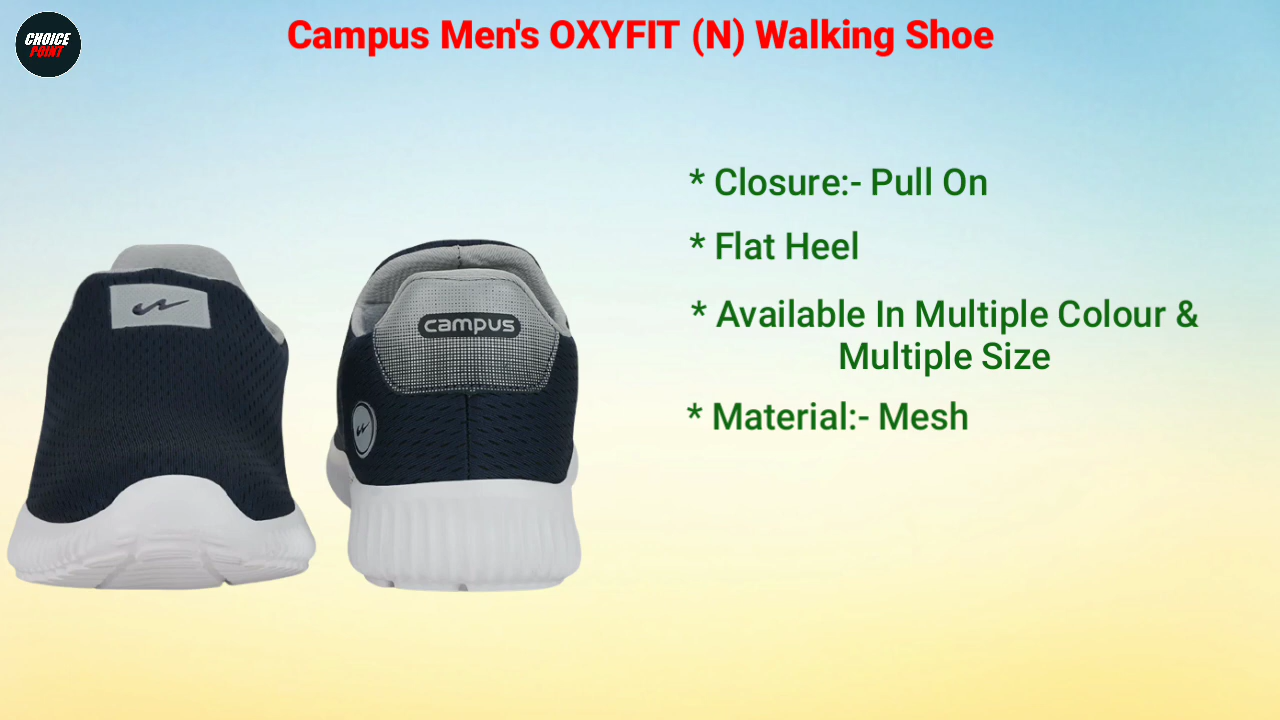 CHOICE
POINT
Campus Men's OXYFIT (N) Walking Shoe
* Closure:- Pull On
* Flat Heel
* Available In Multiple Colour &
Multiple Size
* Material:- Mesh
campus